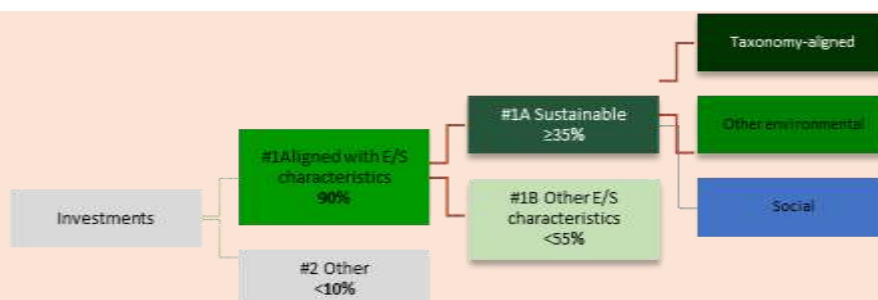 Taxonomy-aligned
#1A Sustainable
≥35%
Other environmental
#1Aligned with E/S
characteristics
90%
#1B Other E/S
characteristics
<55%
Social
Investments
#2 Other
<10%